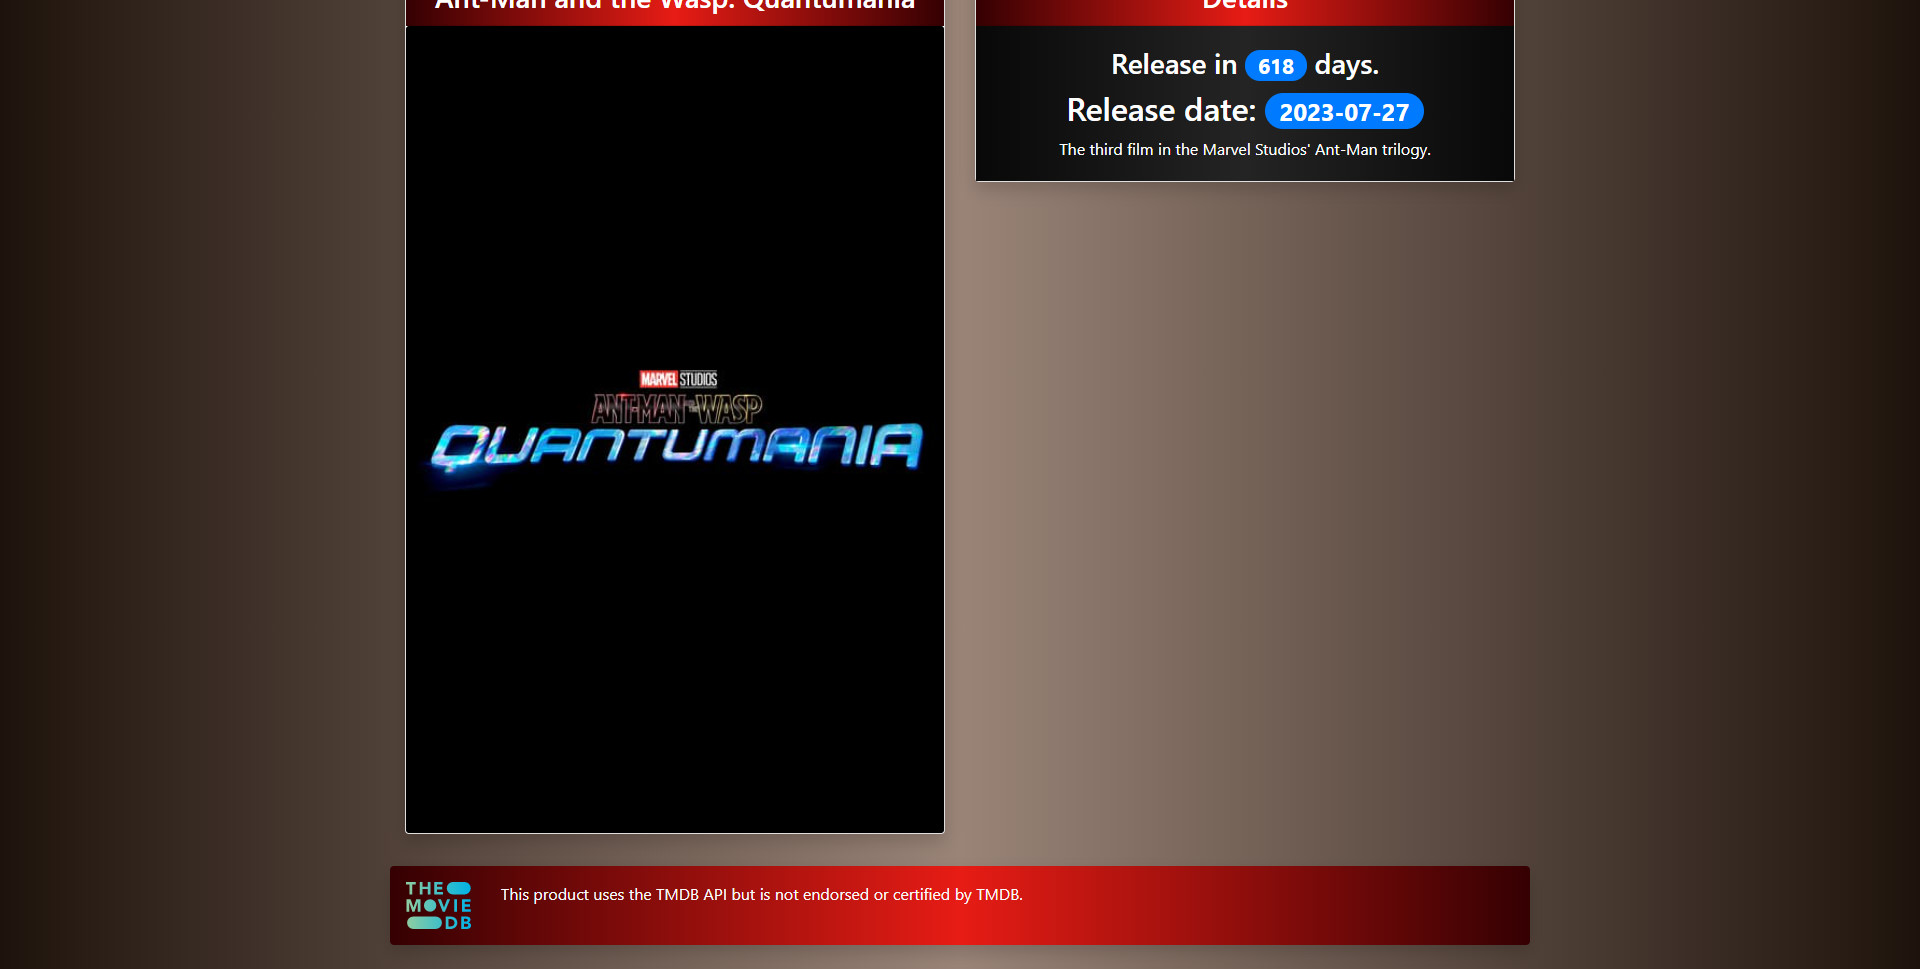 Ant-Man and the Wasp: Quantumania
MARVEL STUDIOS
ANT-MAN AND THE WASP
QUANTUMANIA
Details
Release in 618 days.
Release date: 2023-07-27
The third film in the Marvel Studios' Ant-Man trilogy.
THE
MOVIE
DB
This product uses the TMDB API but is not endorsed or certified by TMDB.